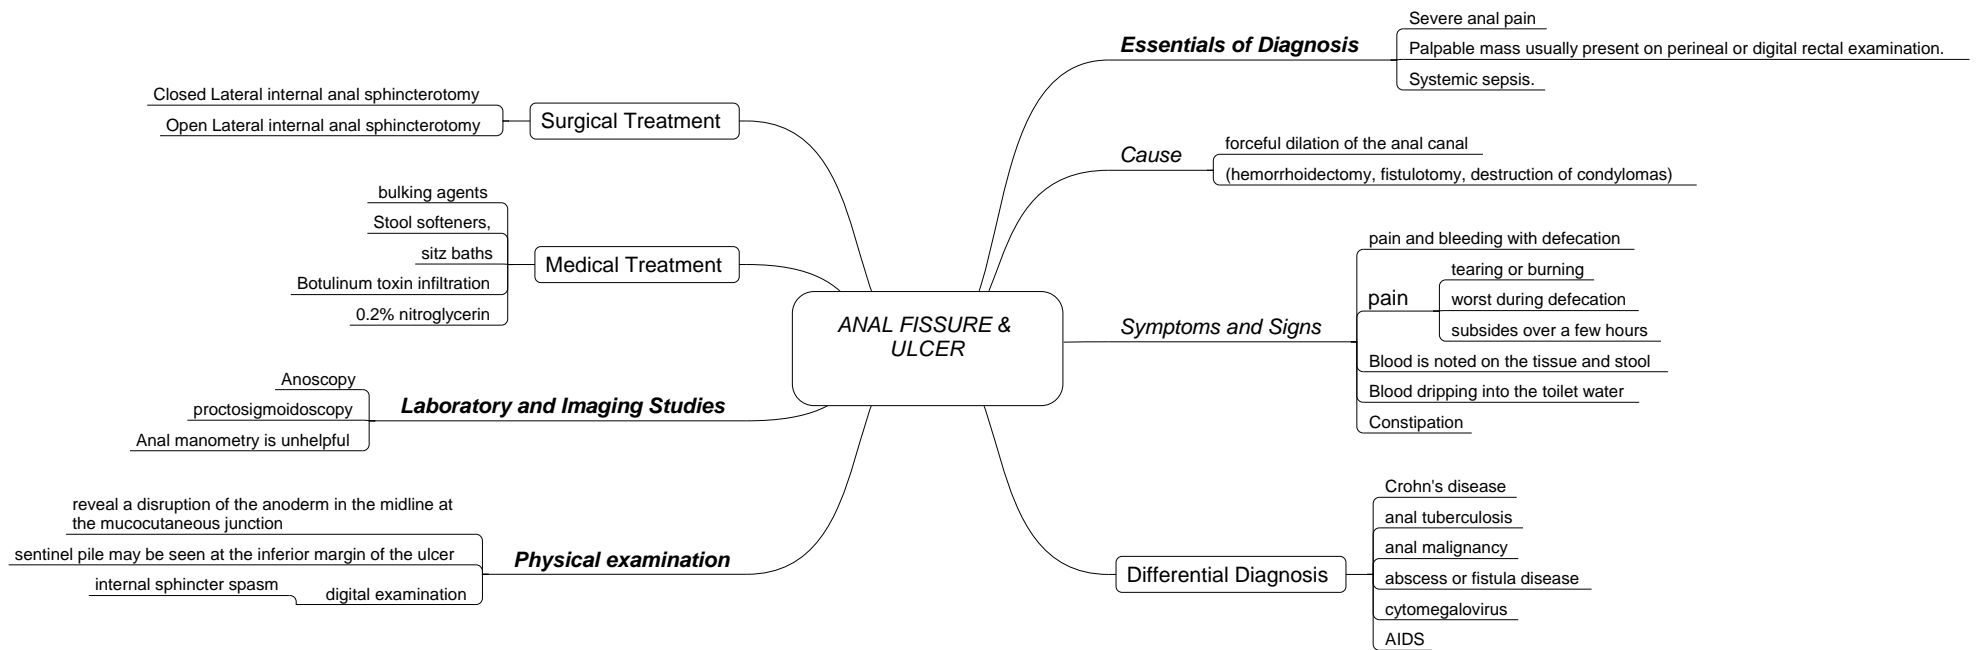 ANAL FISSURE &
ULCER
Essentials of Diagnosis
Severe anal pain
Palpable mass usually present on perineal or digital rectal examination.
Systemic sepsis.
Cause
forceful dilation of the anal canal
(hemorrhoidectomy, fistulotomy, destruction of condylomas)
Symptoms and Signs
pain and bleeding with defecation
pain
tearing or burning
worst during defecation
subsides over a few hours
Blood is noted on the tissue and stool
Blood dripping into the toilet water
Constipation
Differential Diagnosis
Crohn's disease
anal tuberculosis
anal malignancy
abscess or fistula disease
cytomegalovirus
AIDS
Surgical Treatment
Closed Lateral internal anal sphincterotomy
Open Lateral internal anal sphincterotomy
Medical Treatment
bulking agents
Stool softeners,
sitz baths
Botulinum toxin infiltration
0.2% nitroglycerin
Laboratory and Imaging Studies
Anoscopy
proctosigmoidoscopy
Anal manometry is unhelpful
Physical examination
reveal a disruption of the anoderm in the midline at
the mucocutaneous junction
sentinel pile may be seen at the inferior margin of the ulcer
digital examination
internal sphincter spasm